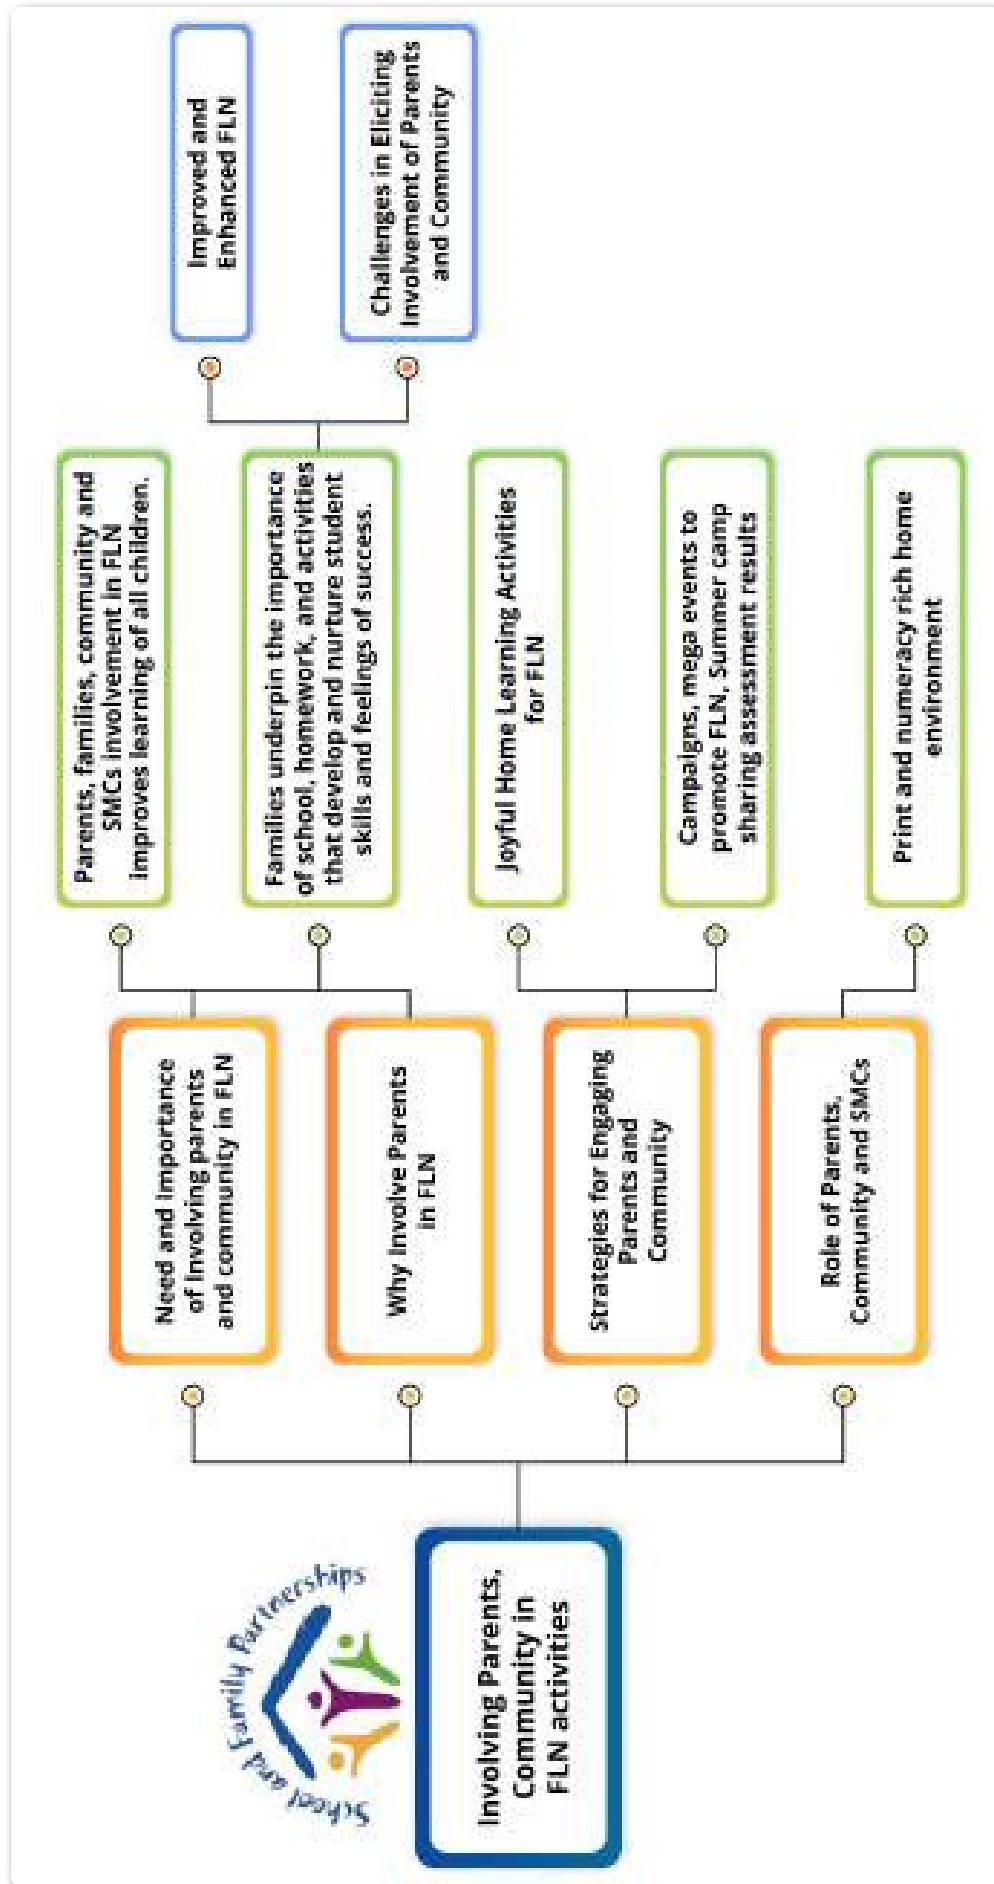 School and Family Partnerships
Involving Parents,
Community in
FLN activities
Need and Importance
of Involving parents
and community in FLN
Why Involve Parents
in FLN
Strategies for Engaging
Parents and
Community
Role of Parents,
Community and SMCs
Parents, families, community and
SMCs involvement in FLN
improves learning of all children.
Families underpin the importance
of school, homework, and activities
that develop and nurture student
skills and feelings of success.
Joyful Home Learning Activities
for FLN
Campaigns, mega events to
promote FLN, Summer camp
sharing assessment results
Print and numeracy rich home
environment
Improved and
Enhanced FLN
Challenges in Eliciting
Involvement of Parents
and Community